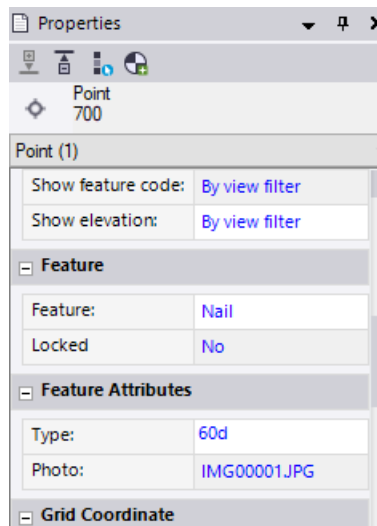 Properties
Point
700
Point (1)
Show feature code: By view filter
Show elevation: By view filter
Feature
Feature: Nail
Locked No
Feature Attributes
Type: 60d
Photo: IMG00001.JPG
Grid Coordinate